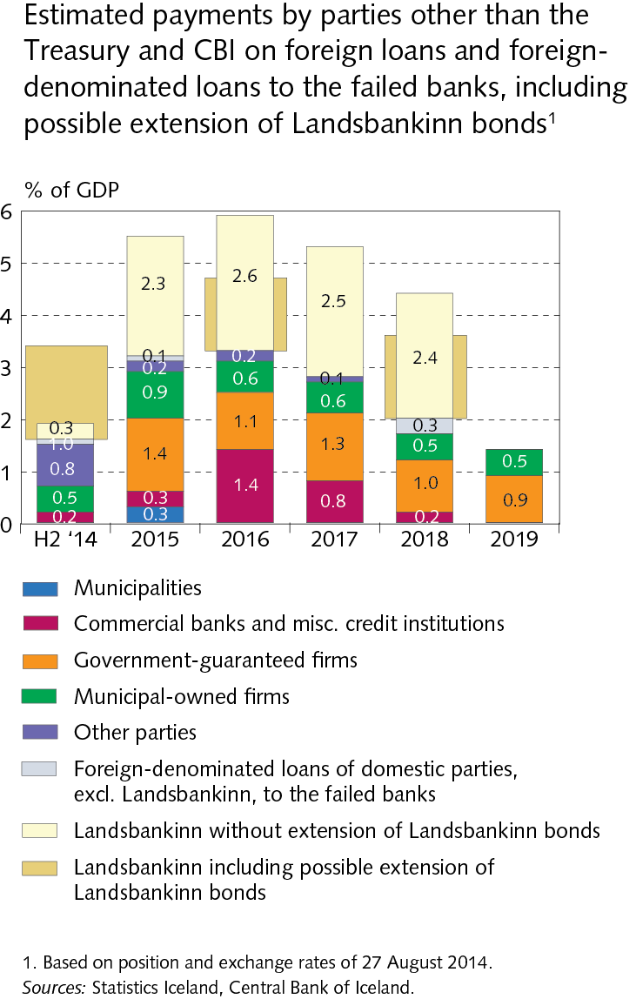 Estimated payments by parties other than the
Treasury and CBI on foreign loans and foreign-
denominated loans to the failed banks, including
possible extension of Landsbankinn bonds¹
% of GDP
6
5
4
3
2
1
0
0.3
1.0
0.8
0.5
0.2
2.3
0.1
0.2
0.9
1.4
0.3
0.3
2.6
0.2
0.6
1.1
1.4
2.5
0.1
0.6
1.3
0.8
2.4
0.3
0.5
1.0
0.2
0.5
0.9
H2 ‘14 2015 2016 2017 2018 2019
Municipalities
Commercial banks and misc. credit institutions
Government-guaranteed firms
Municipal-owned firms
Other parties
Foreign-denominated loans of domestic parties,
excl. Landsbankinn, to the failed banks
Landsbankinn without extension of Landsbankinn bonds
Landsbankinn including possible extension of
Landsbankinn bonds
1. Based on position and exchange rates of 27 August 2014.
Sources: Statistics Iceland, Central Bank of Iceland.